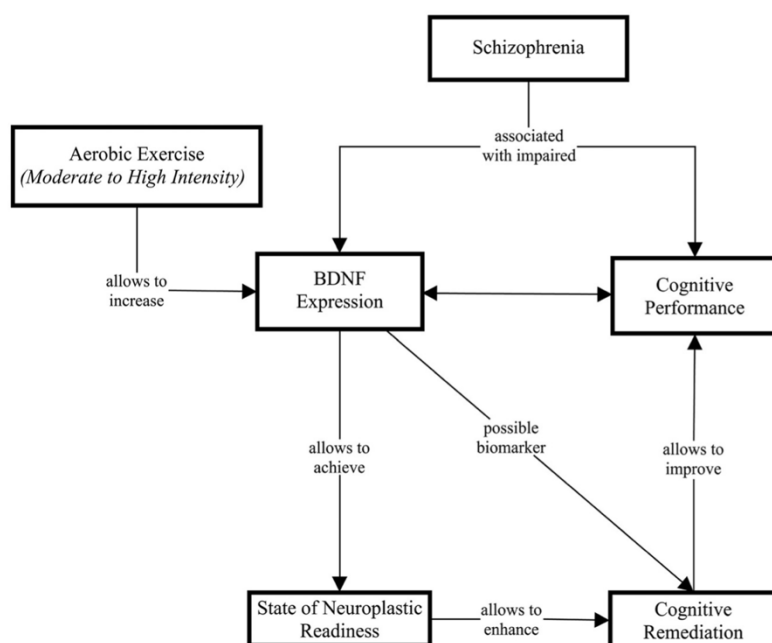 Schizophrenia
associated
with impaired
Aerobic Exercise
(Moderate to High Intensity)
allows to
increase
BDNF
Expression
Cognitive
Performance
allows to
achieve
possible
biomarker
allows to
improve
State of Neuroplastic
Readiness
allows to
enhance
Cognitive
Remediation